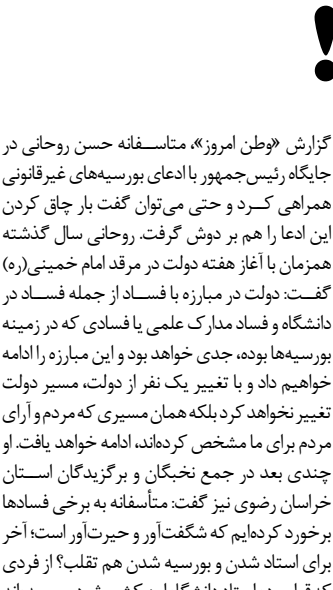 !
گزارش «وطن امروز»، متاسفانه حسن روحانی در
جایگاه رئیس‌جمهور با ادعای بورسیه‌های غیرقانونی
همراهی کرد و حتی می‌توان گفت بار چاق کردن
این ادعا را هم بر دوش گرفت. روحانی سال گذشته
همزمان با آغاز هفته دولت در مرقد امام خمینی(ره)
گفت: دولت در مبارزه با فساد از جمله فساد در
دانشگاه و فساد مدارک علمی یا فسادی که در زمینه
بورسیه‌ها بوده، جدی خواهد بود و این مبارزه را ادامه
خواهیم داد و با تغییر یک نفر از دولت، مسیر دولت
تغییر نخواهد کرد بلکه همان مسیری که مردم و آرای
مردم برای ما مشخص کرده‌اند، ادامه خواهد یافت. او
چندی بعد در جمع نخبگان و برگزیدگان استان
خراسان رضوی نیز گفت: متأسفانه به برخی فسادها
برخورد کرده‌ایم که شگفت‌آور و حیرت‌آور است؛ آخر
برای استاد شدن و بورسیه شدن هم تقلب؟ از فردی